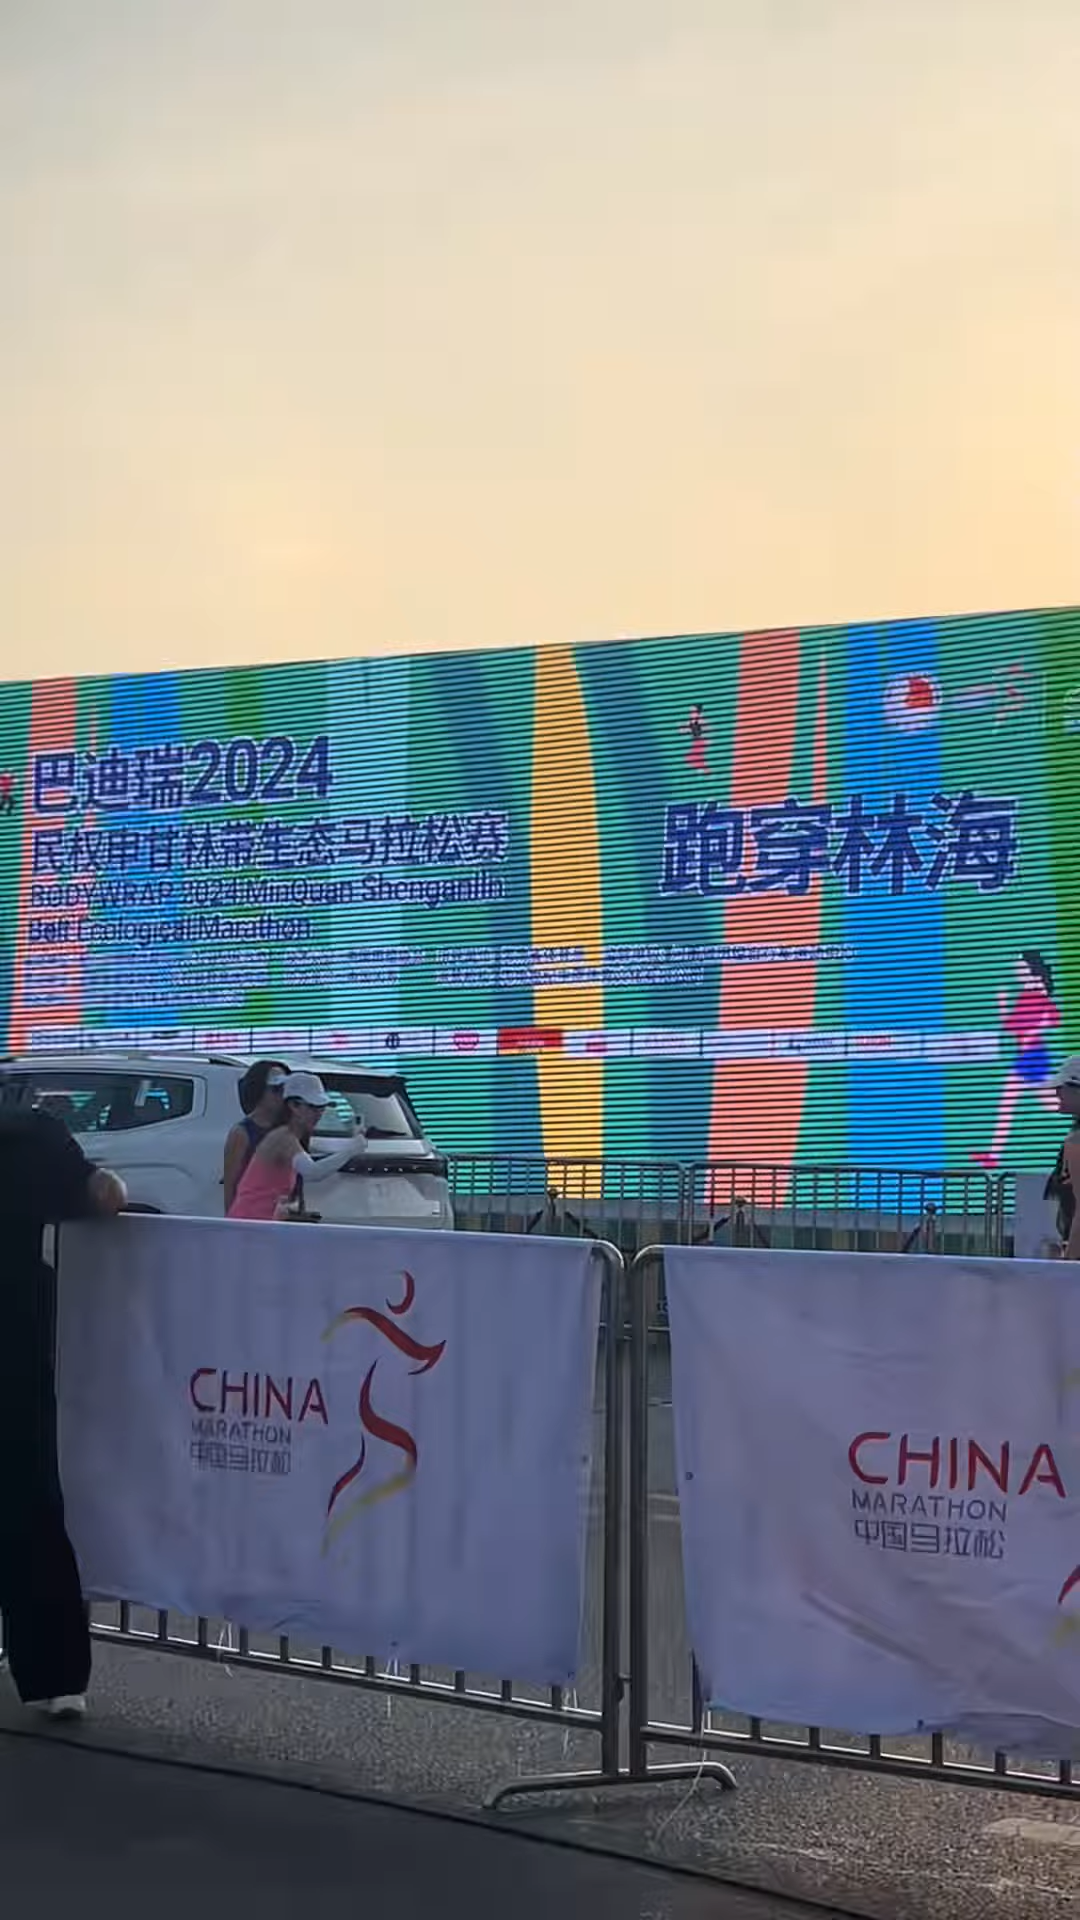 巴迪瑞2024
民权申甘林带生态马拉松赛
BODY WRAP 2024 MinQuan Shenganlin
Belt Ecological Marathon
跑穿林海
CHINA
MARATHON
中国马拉松
CHINA
MARATHON
中国马拉松